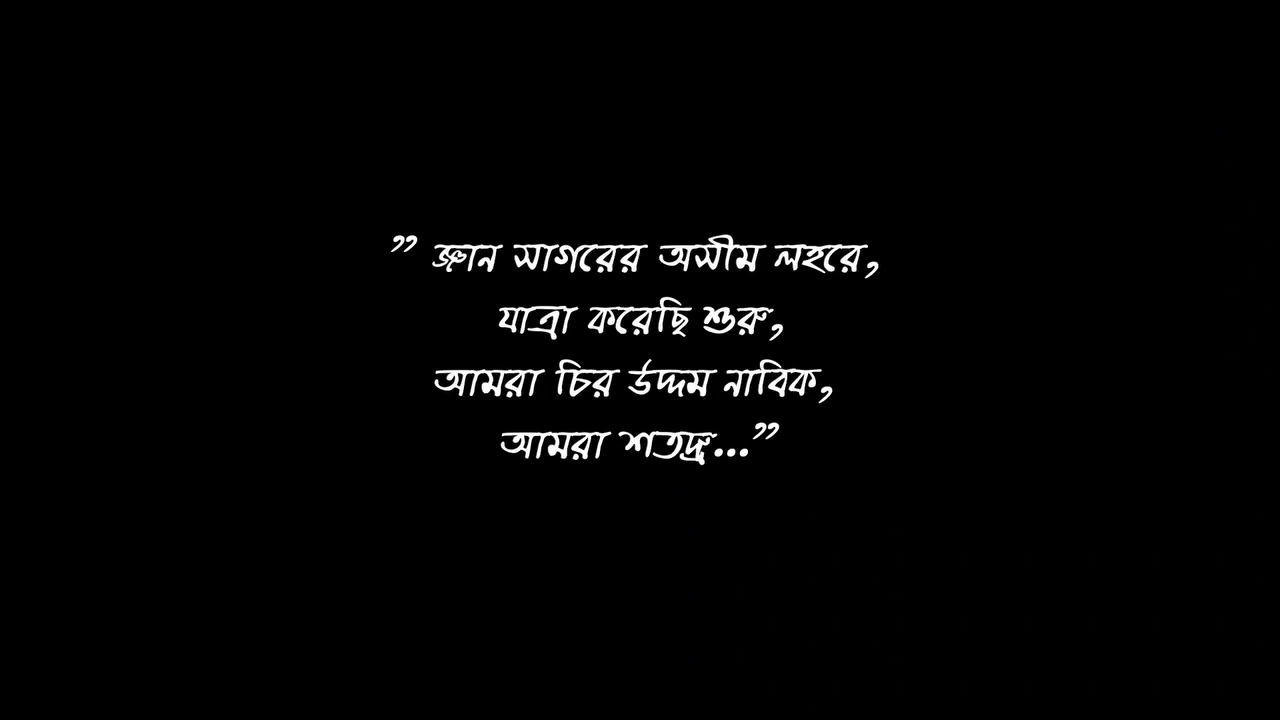 ” জ্ঞান সাগরের অসীম লহরে,
যাত্রা করেছি শুরু,
আমরা চির উদ্দম নাবিক,
আমরা শতদ্রু...”